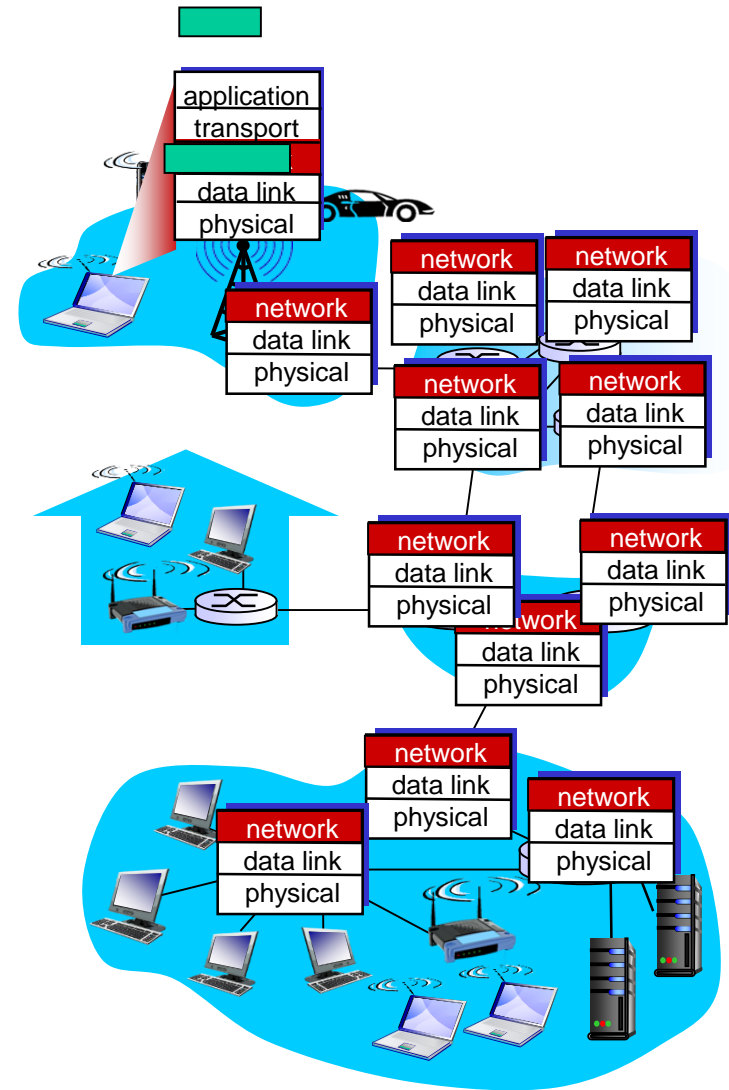 application
transport
data link
physical
network
data link
physical
network
data link
physical
network
data link
physical
network
data link
physical
network
data link
physical
network
data link
physical
network
data link
physical
network
data link
physical
network
data link
physical
network
data link
physical
network
data link
physical